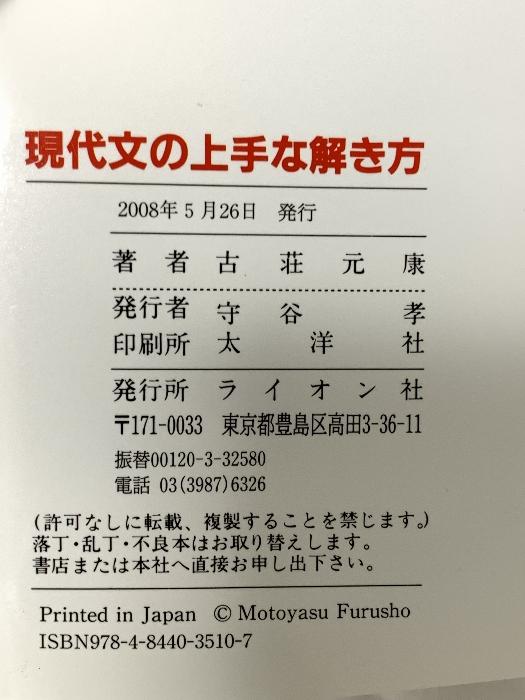 現代文の上手な解き方
2008年5月26日 発行
著者 古荘元康
発行者 守谷孝
印刷所 太洋社
発行所 ライオン社
〒171-0033 東京都豊島区高田3-36-11
振替00120-3-32580
電話 03(3987)6326
(許可なしに転載、複製することを禁じます。)
落丁・乱丁・不良本はお取り替えします。
書店または本社へ直接お申し出下さい。
Printed in Japan © Motoyasu Furusho
ISBN978-4-8440-3510-7